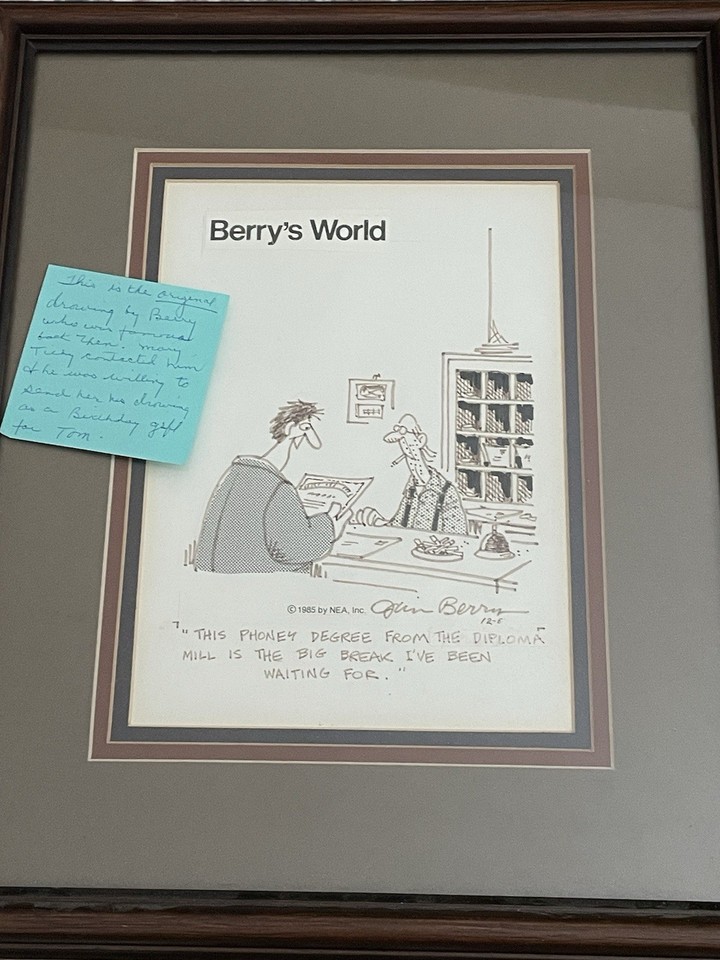 Berry's World
This is the original
drawing by Berry
who was famous
back then. Mary
contacted him
& he was willing to
send her his drawing
as a Birthday gift
for Tom.
© 1985 by NEA, Inc. Jim Berry
12-6
"THIS PHONEY DEGREE FROM THE DIPLOMA
MILL IS THE BIG BREAK I'VE BEEN
WAITING FOR."